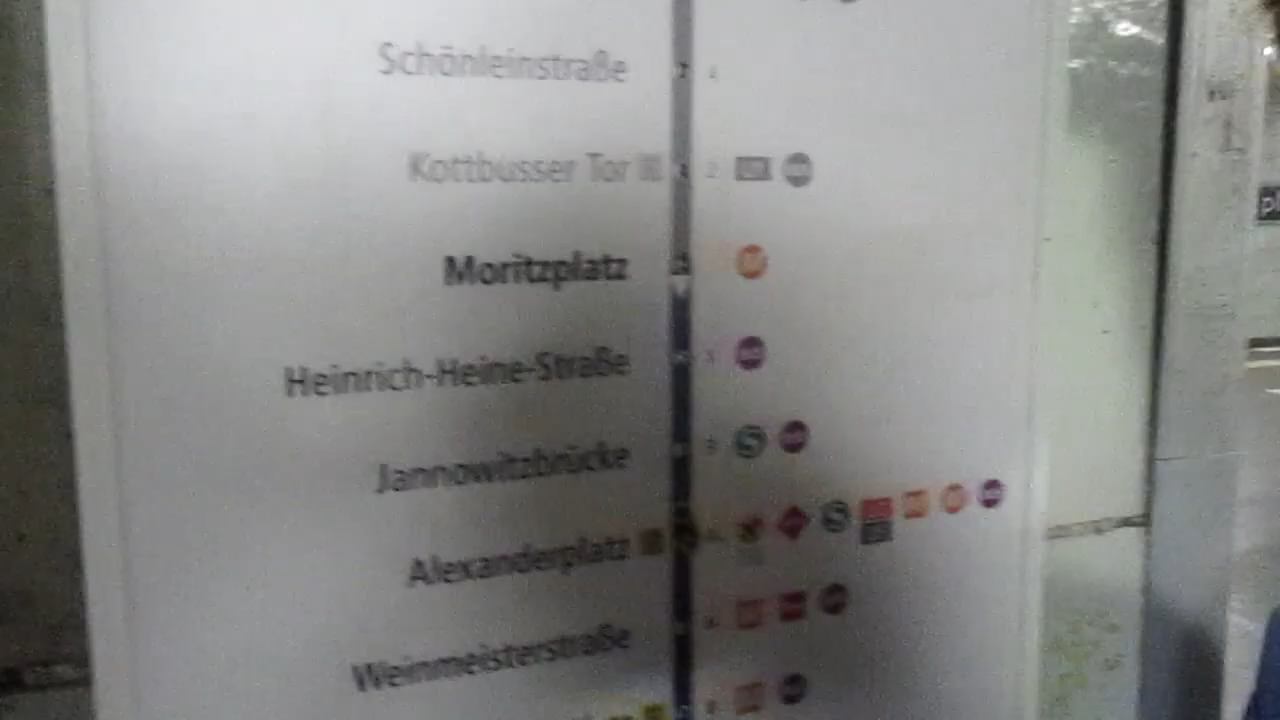 Schönleinstraße
Kottbusser Tor
Moritzplatz
Heinrich-Heine-Straße
Jannowitzbrücke
Alexanderplatz
Weinmeisterstraße